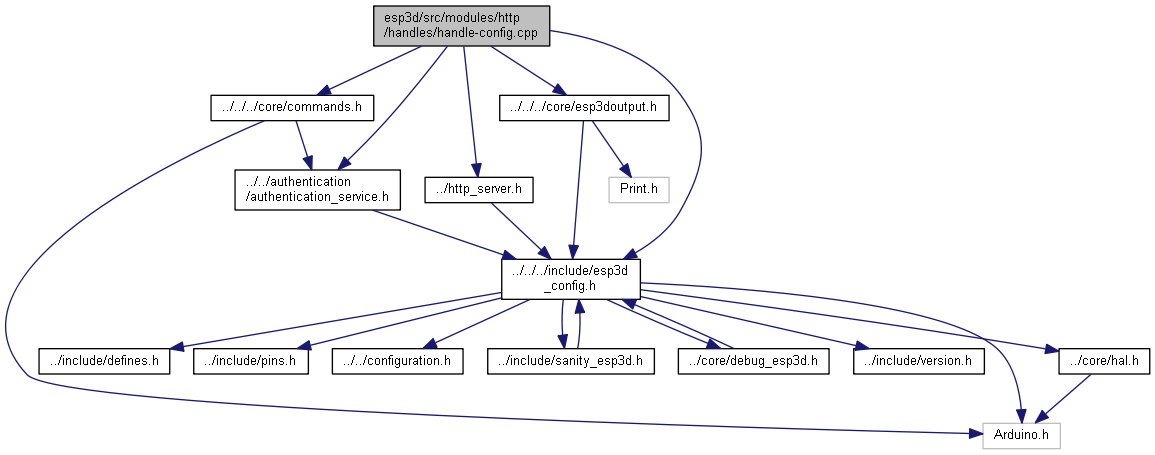 esp3d/src/modules/http
/handles/handle-config.cpp
../../../core/commands.h
../../../core/esp3doutput.h
../../authentication
/authentication_service.h
../http_server.h
Print.h
../../../include/esp3d
_config.h
../include/defines.h
../include/pins.h
../../configuration.h
../include/sanity_esp3d.h
../core/debug_esp3d.h
../include/version.h
../core/hal.h
Arduino.h